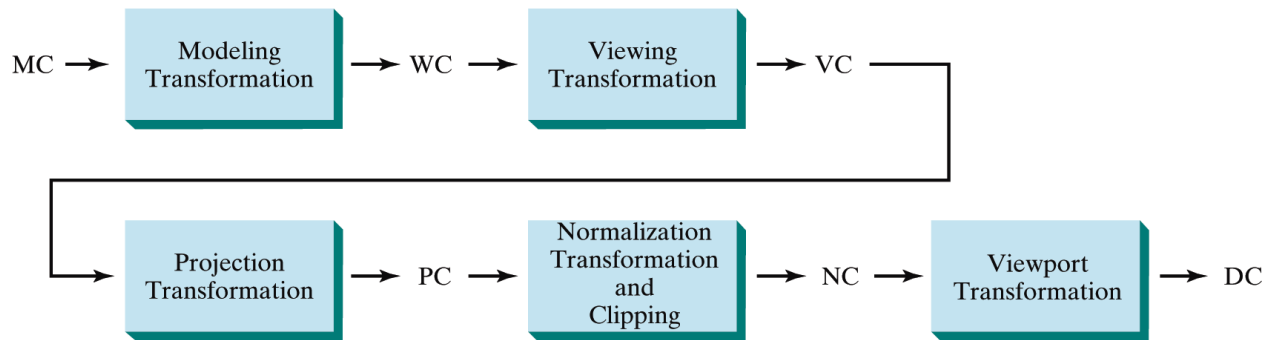 MC
Modeling
Transformation
WC
Viewing
Transformation
VC
Projection
Transformation
PC
Normalization
Transformation
and
Clipping
NC
Viewport
Transformation
DC